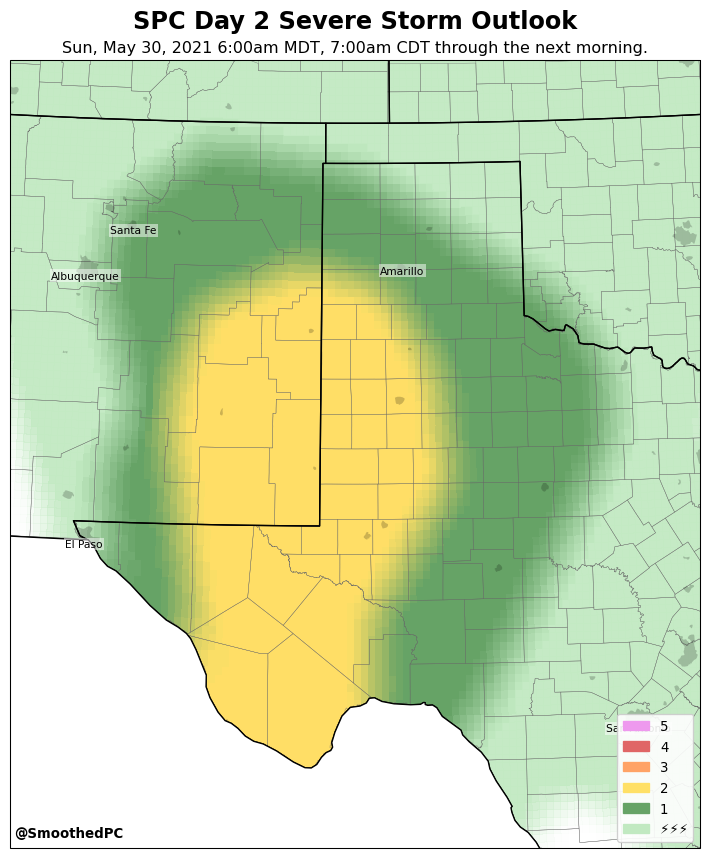 SPC Day 2 Severe Storm Outlook
Sun, May 30, 2021 6:00am MDT, 7:00am CDT through the next morning.
Santa Fe
Albuquerque
Amarillo
El Paso
Sa
5
4
3
2
1
⚡⚡⚡
@SmoothedPC